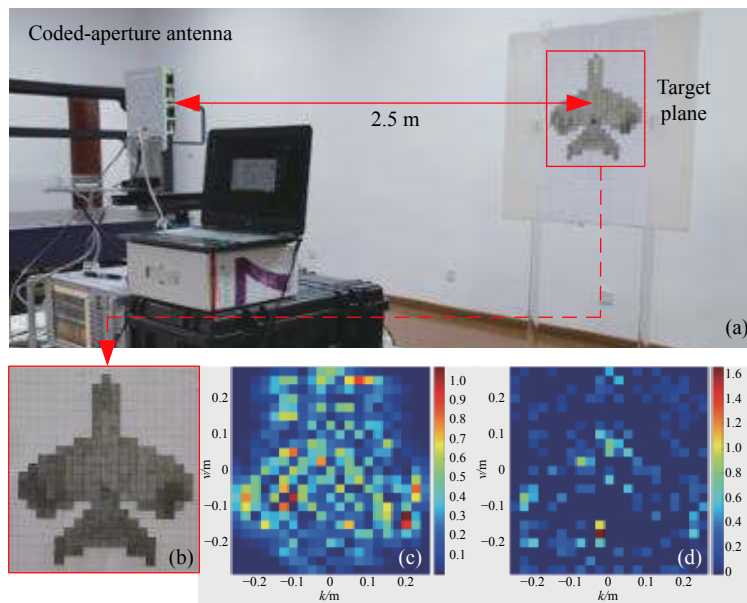 Coded-aperture antenna
Target
plane
2.5 m
(a)
(b)
0.2
0.1
0
−0.1
−0.2
v/m
−0.2 −0.1 0 0.1 0.2
k/m
(c)
1.0
0.9
0.8
0.7
0.6
0.5
0.4
0.3
0.2
0.1
0.2
0.1
0
−0.1
−0.2
v/m
−0.2 −0.1 0 0.1 0.2
k/m
(d)
1.6
1.4
1.2
1.0
0.8
0.6
0.4
0.2
0